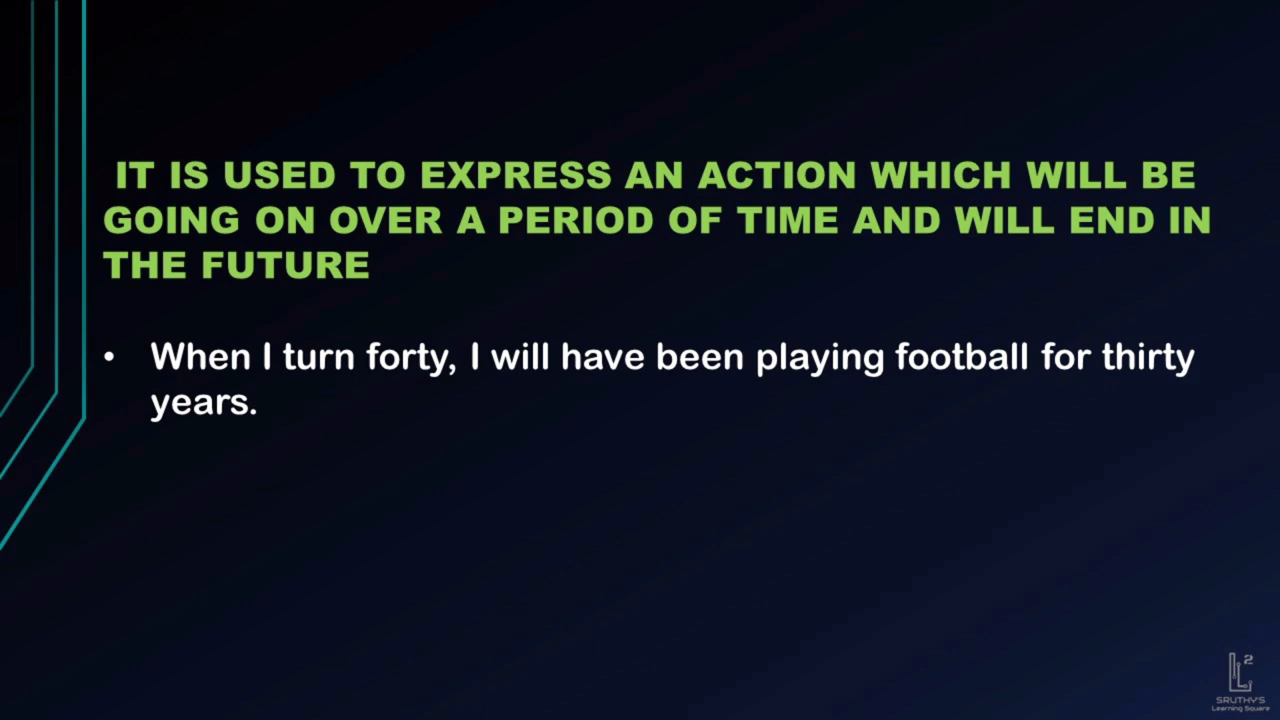 IT IS USED TO EXPRESS AN ACTION WHICH WILL BE
GOING ON OVER A PERIOD OF TIME AND WILL END IN
THE FUTURE
• When I turn forty, I will have been playing football for thirty
years.
L²
SRUTHY'S
Learning Square